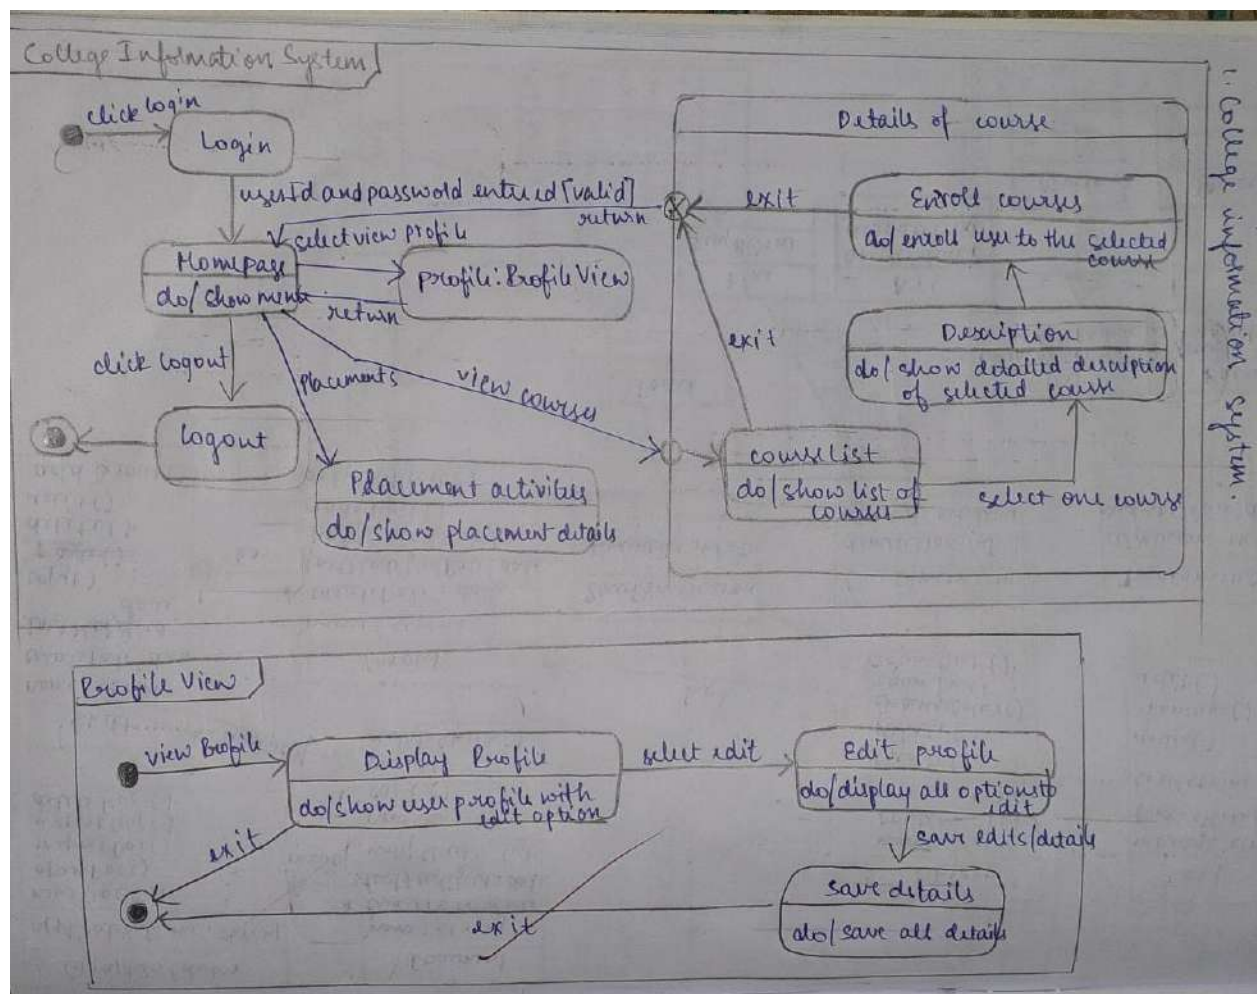 College Information System
1. College information system.
click login
Login
userId and password entered [valid]
return
select view profile
Homepage
do/ show menu
profile: Profile View
return
click logout
placements
view courses
logout
Placement activities
do/show placement details
Details of course
exit
Enroll courses
do/ enroll user to the selected
course
exit
Description
do/ show detailed description
of selected course
course list
do/ show list of
courses
select one course
Profile View
view Profile
Display Profile
do/show user profile with
edit option
select edit
Edit profile
do/display all options to
edit
save edits/details
exit
save details
do/ save all details
exit